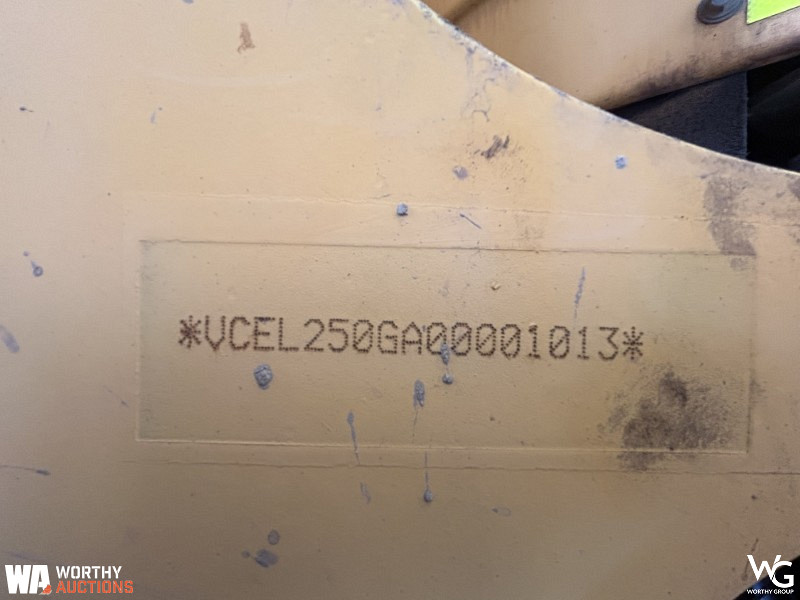 *VCEL250GA00001013*
WA WORTHY
AUCTIONS
WG
WORTHY GROUP